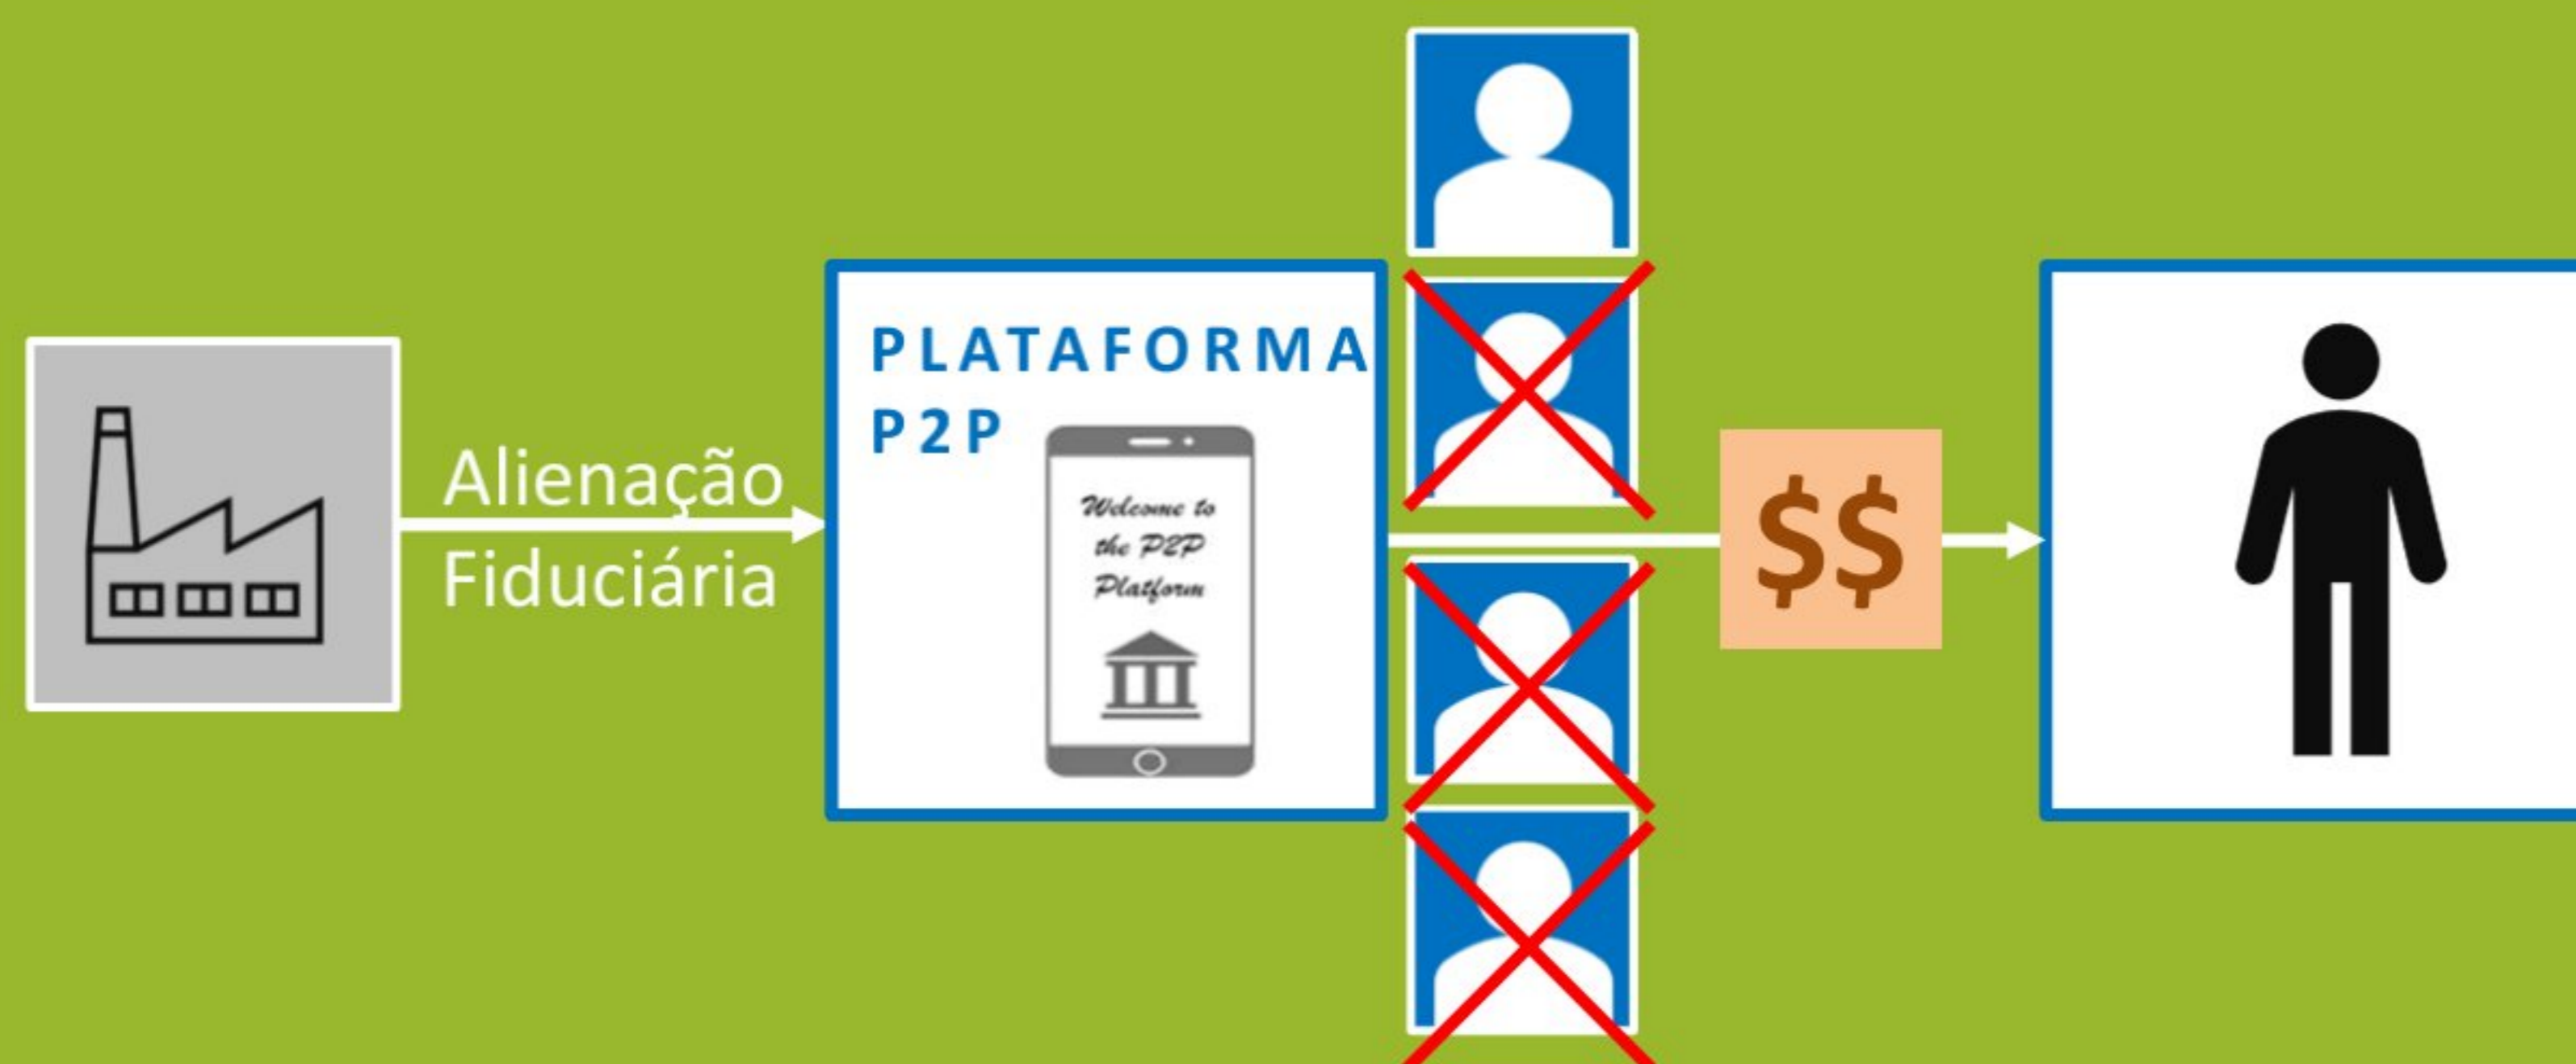 Alienação
Fiduciária
PLATAFORMA
P2P
Welcome to
the P2P
Platform
$$